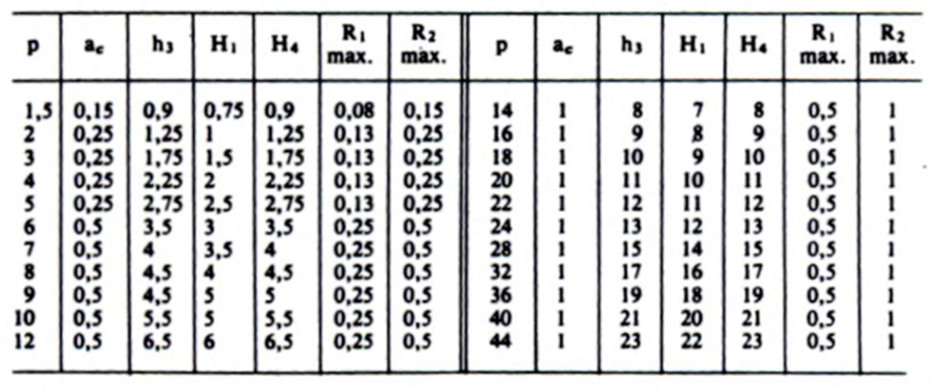 p a_c h₃ H₁ H₄ R₁ max. R₂ max. p a_c h₃ H₁ H₄ R₁ max. R₂ max.
1,5 0,15 0,9 0,75 0,9 0,08 0,15 14 1 8 7 8 0,5 1
2 0,25 1,25 1 1,25 0,13 0,25 16 1 9 8 9 0,5 1
3 0,25 1,75 1,5 1,75 0,13 0,25 18 1 10 9 10 0,5 1
4 0,25 2,25 2 2,25 0,13 0,25 20 1 11 10 11 0,5 1
5 0,25 2,75 2,5 2,75 0,13 0,25 22 1 12 11 12 0,5 1
6 0,5 3,5 3 3,5 0,25 0,5 24 1 13 12 13 0,5 1
7 0,5 4 3,5 4 0,25 0,5 28 1 15 14 15 0,5 1
8 0,5 4,5 4 4,5 0,25 0,5 32 1 17 16 17 0,5 1
9 0,5 4,5 5 5 0,25 0,5 36 1 19 18 19 0,5 1
10 0,5 5,5 5 5,5 0,25 0,5 40 1 21 20 21 0,5 1
12 0,5 6,5 6 6,5 0,25 0,5 44 1 23 22 23 0,5 1